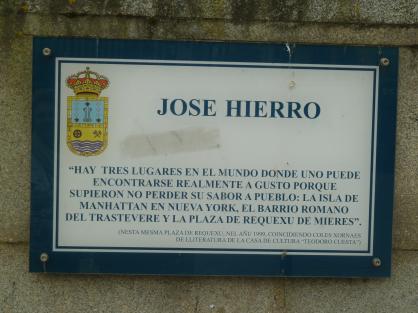 JOSE HIERRO
"HAY TRES LUGARES EN EL MUNDO DONDE UNO PUEDE
ENCONTRARSE REALMENTE A GUSTO PORQUE
SUPIERON NO PERDER SU SABOR A PUEBLO: LA ISLA DE
MANHATTAN EN NUEVA YORK, EL BARRIO ROMANO
DEL TRASTEVERE Y LA PLAZA DE REQUEXU DE MIERES".
(NESTA MESMA PLAZA DE REQUEXU, NEL AÑU 1999, COINCIDIENDO COLES XORNAES
DE LLITERATURA DE LA CASA DE CULTURA "TEODORO CUESTA")